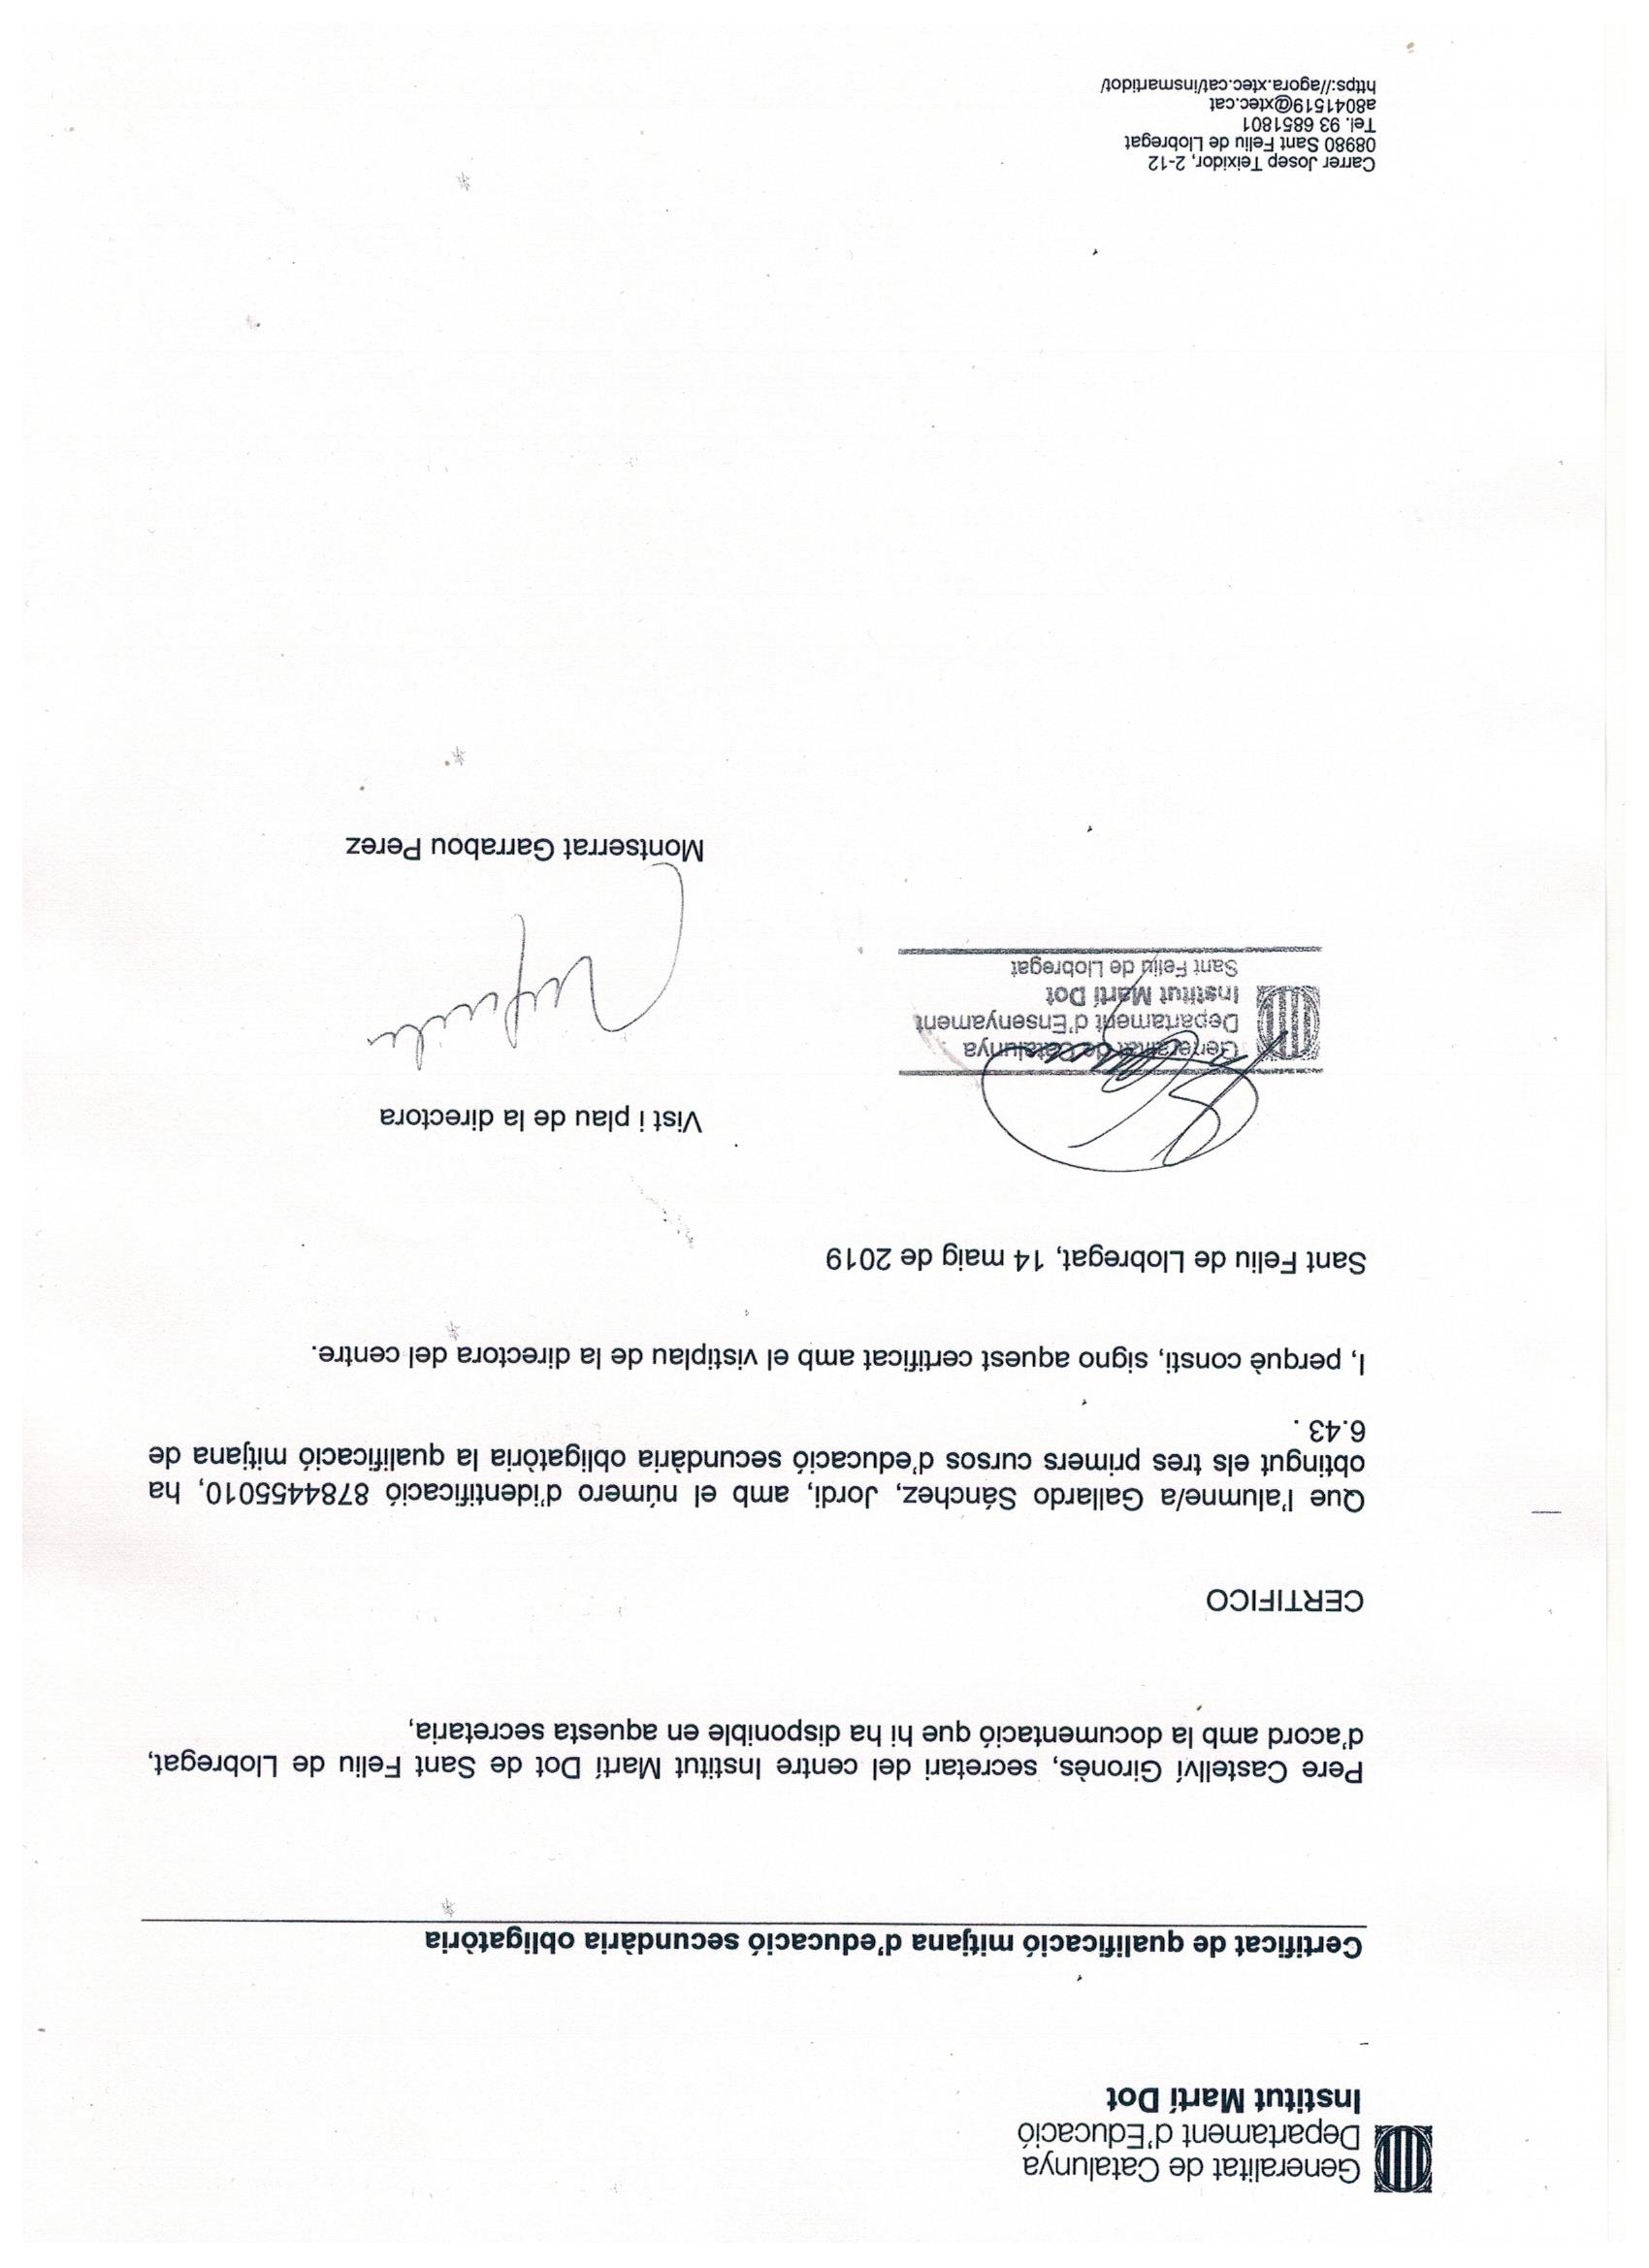 Generalitat de Catalunya
Departament d'Educació
Institut Martí Dot
Certificat de qualificació mitjana d'educació secundària obligatòria
Pere Castellví Gironès, secretari del centre Institut Martí Dot de Sant Feliu de Llobregat,
d'acord amb la documentació que hi ha disponible en aquesta secretaria,
CERTIFICO
Que l'alumne/a Gallardo Sánchez, Jordi, amb el número d'identificació 8784455010, ha
obtingut els tres primers cursos d'educació secundària obligatòria la qualificació mitjana de
6.43 .
I, perquè consti, signo aquest certificat amb el vistiplau de la directora del centre.
Sant Feliu de Llobregat, 14 maig de 2019
Vist i plau de la directora
Generalitat de Catalunya
Departament d'Ensenyament
Institut Martí Dot
Sant Feliu de Llobregat
Montserrat Garrabou Perez
Carrer Josep Teixidor, 2-12
08980 Sant Feliu de Llobregat
Tel. 93 6851801
a8041519@xtec.cat
https://agora.xtec.cat/insmartidot/